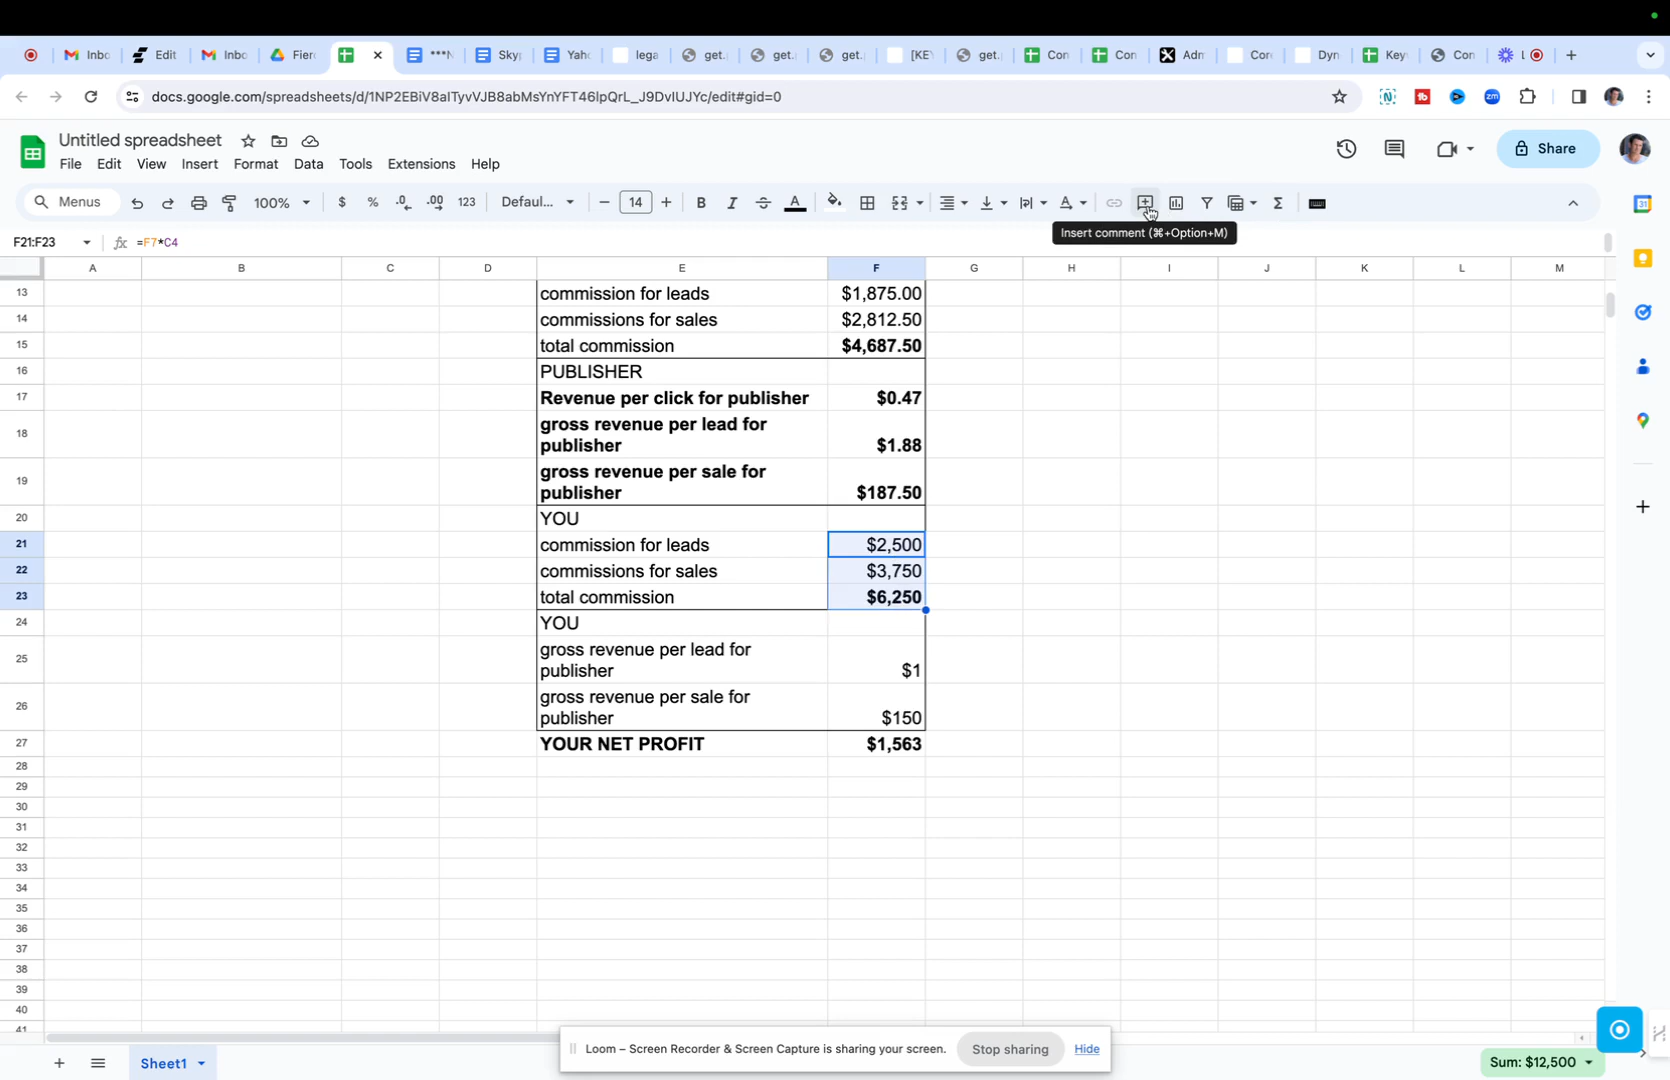 Inbo
Edit
Inbo
Fierc
***N
Sky
Yaho
lega
get.
get.
get.
[KE
get.
Con
Con
Adm
Core
Dyn
Key
Con
L
docs.google.com/spreadsheets/d/1NP2EBiV8alTyvVJB8abMsYnYFT46IpQrL_J9DvIUJYc/edit#gid=0
Untitled spreadsheet
File Edit View Insert Format Data Tools Extensions Help
Share
Menus
100%
$
%
.0
.00
123
Defaul...
14
B
I
A
Insert comment (⌘+Option+M)
F21:F23
=F7*C4
A B C D E F G H I J K L M
13 commission for leads $1,875.00
14 commissions for sales $2,812.50
15 total commission $4,687.50
16 PUBLISHER
17 Revenue per click for publisher $0.47
18 gross revenue per lead for
publisher $1.88
19 gross revenue per sale for
publisher $187.50
20 YOU
21 commission for leads $2,500
22 commissions for sales $3,750
23 total commission $6,250
24 YOU
25 gross revenue per lead for
publisher $1
26 gross revenue per sale for
publisher $150
27 YOUR NET PROFIT $1,563
28
29
30
31
32
33
34
35
36
37
38
39
40
41
Loom – Screen Recorder & Screen Capture is sharing your screen.
Stop sharing
Hide
Sheet1
Sum: $12,500